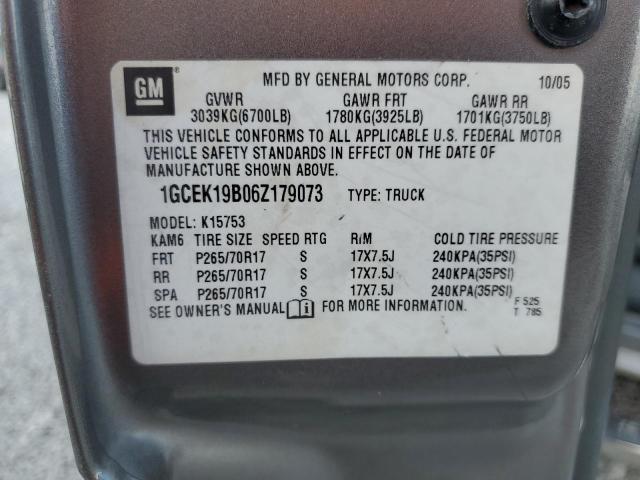 GM ® MFD BY GENERAL MOTORS CORP. 10/05
GVWR GAWR FRT GAWR RR
3039KG(6700LB) 1780KG(3925LB) 1701KG(3750LB)
THIS VEHICLE CONFORMS TO ALL APPLICABLE U.S. FEDERAL MOTOR
VEHICLE SAFETY STANDARDS IN EFFECT ON THE DATE OF
MANUFACTURE SHOWN ABOVE.
1GCEK19B06Z179073 TYPE: TRUCK
MODEL: K15753
KAM6 TIRE SIZE SPEED RTG RIM COLD TIRE PRESSURE
FRT P265/70R17 S 17X7.5J 240KPA(35PSI)
RR P265/70R17 S 17X7.5J 240KPA(35PSI)
SPA P265/70R17 S 17X7.5J 240KPA(35PSI)
SEE OWNER'S MANUAL i FOR MORE INFORMATION. F 525
T 785